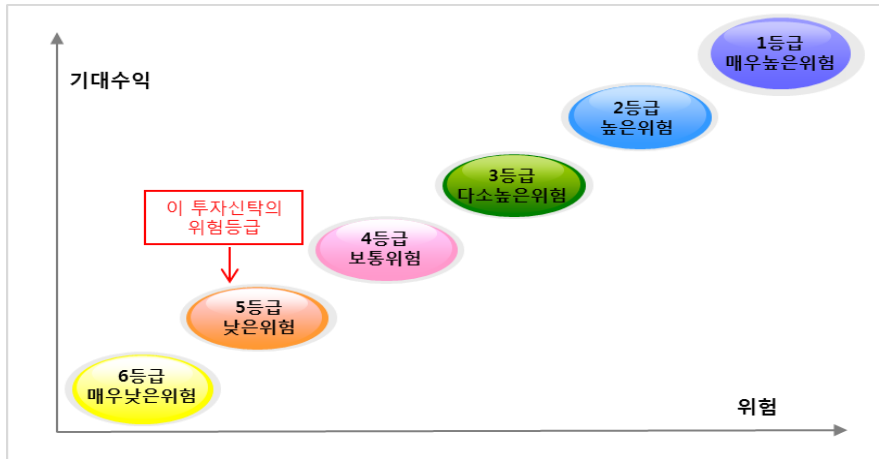 1등급
매우높은위험
기대수익
2등급
높은위험
3등급
다소높은위험
이 투자신탁의
위험등급
4등급
보통위험
5등급
낮은위험
6등급
매우낮은위험
위험